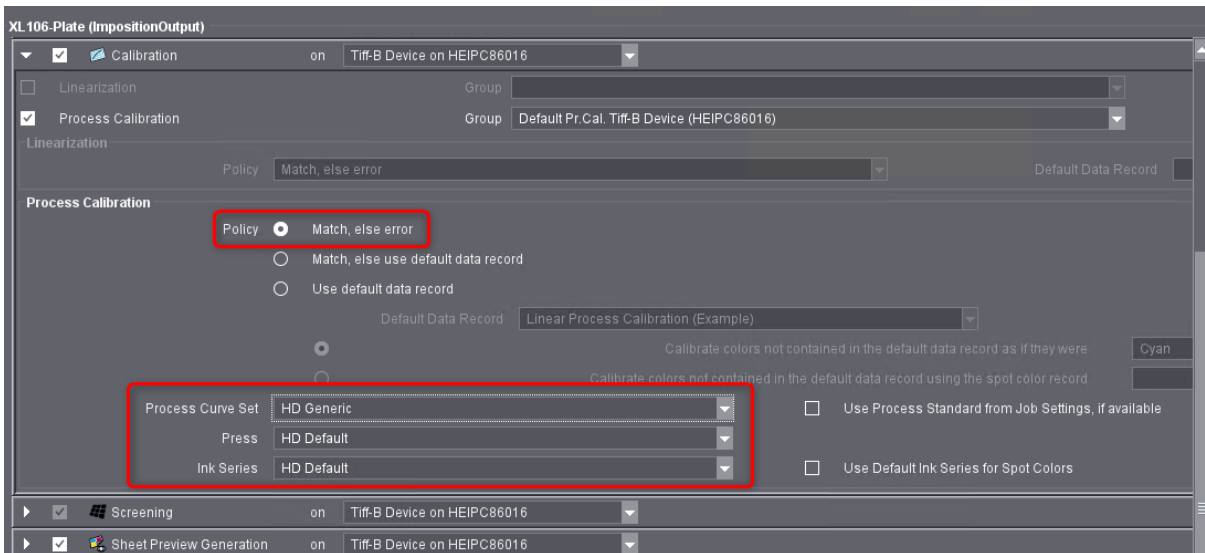 XL106-Plate (ImpositionOutput)
Calibration on Tiff-B Device on HEIPC86016
Linearization Group
Process Calibration Group Default Pr.Cal. Tiff-B Device (HEIPC86016)
Linearization
Policy Match, else error Default Data Record
Process Calibration
Policy Match, else error
Match, else use default data record
Use default data record
Default Data Record Linear Process Calibration (Example)
Calibrate colors not contained in the default data record as if they were Cyan
Calibrate colors not contained in the default data record using the spot color record
Process Curve Set HD Generic Use Process Standard from Job Settings, if available
Press HD Default
Ink Series HD Default Use Default Ink Series for Spot Colors
Screening on Tiff-B Device on HEIPC86016
Sheet Preview Generation on Tiff-B Device on HEIPC86016